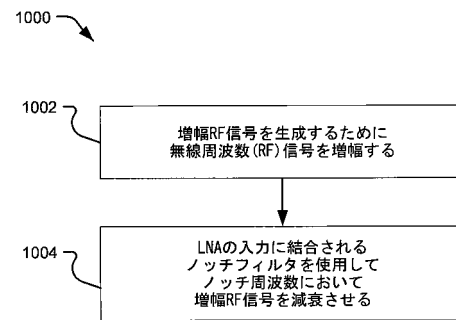 1000
1002
増幅RF信号を生成するために
無線周波数(RF)信号を増幅する
1004
LNAの入力に結合される
ノッチフィルタを使用して
ノッチ周波数において
増幅RF信号を減衰させる